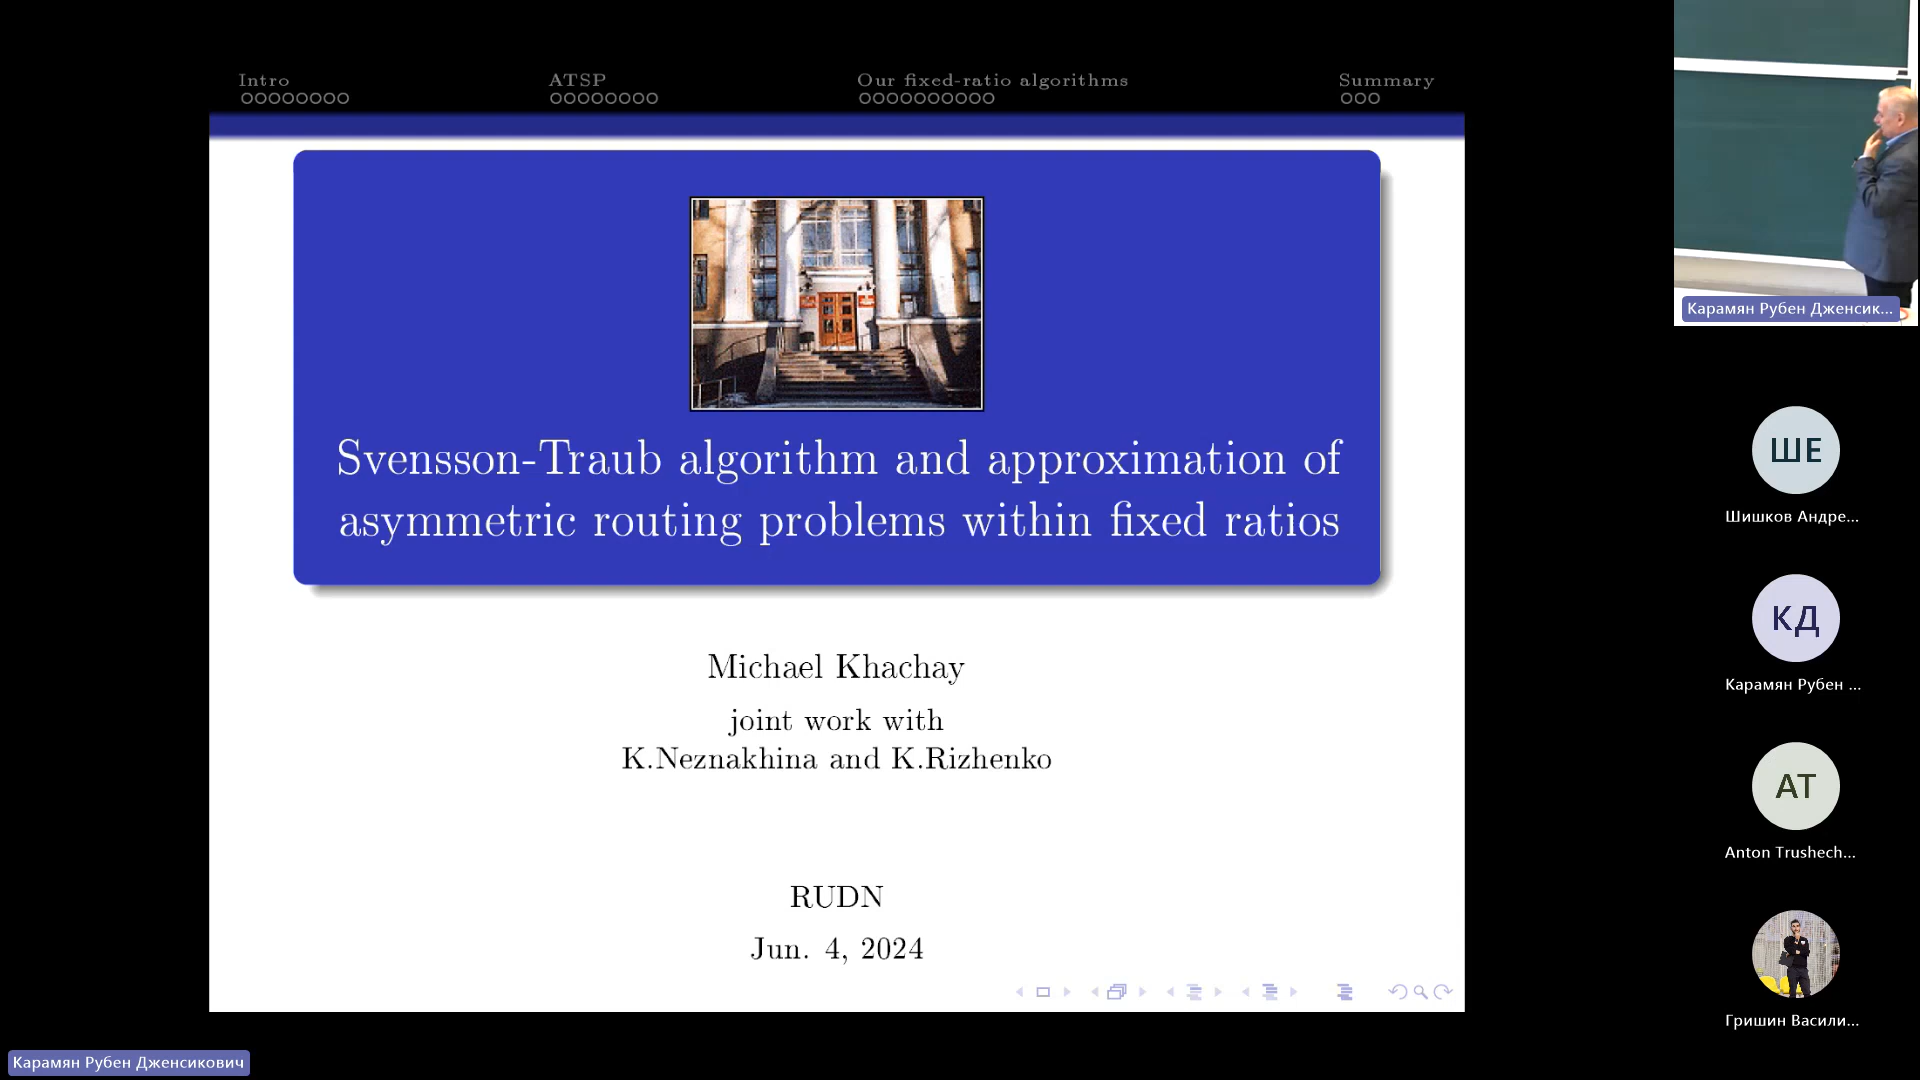 Intro
ATSP
Our fixed-ratio algorithms
Summary
Svensson-Traub algorithm and approximation of
asymmetric routing problems within fixed ratios
Michael Khachay
joint work with
K.Neznakhina and K.Rizhenko
RUDN
Jun. 4, 2024
Карамян Рубен Дженсик...
ШЕ
Шишков Андре...
КД
Карамян Рубен ...
AT
Anton Trushech...
Гришин Васили...
Карамян Рубен Дженсикович